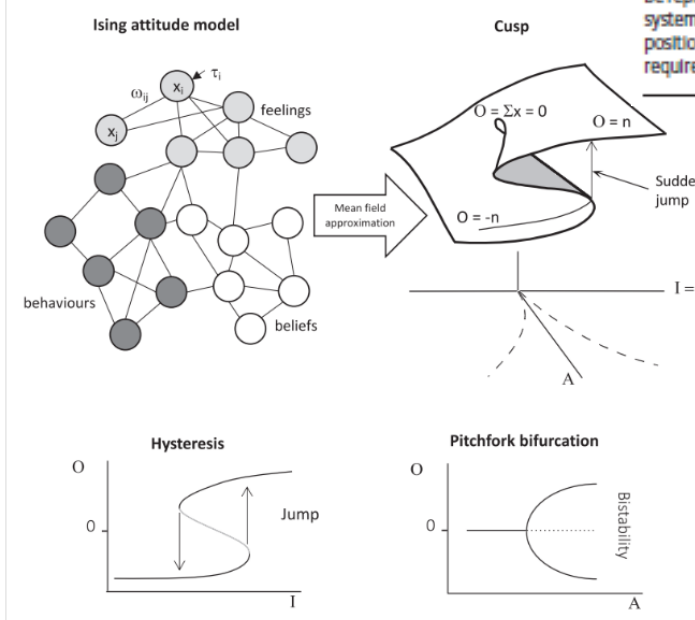 Ising attitude model
Cusp
system
positio
require
τi
ωij
xi
xj
feelings
behaviours
beliefs
Mean field
approximation
O = Σx = 0
O = n
O = -n
Sudde
jump
I =
A
Hysteresis
O
0
Jump
I
Pitchfork bifurcation
O
0
Bistability
A